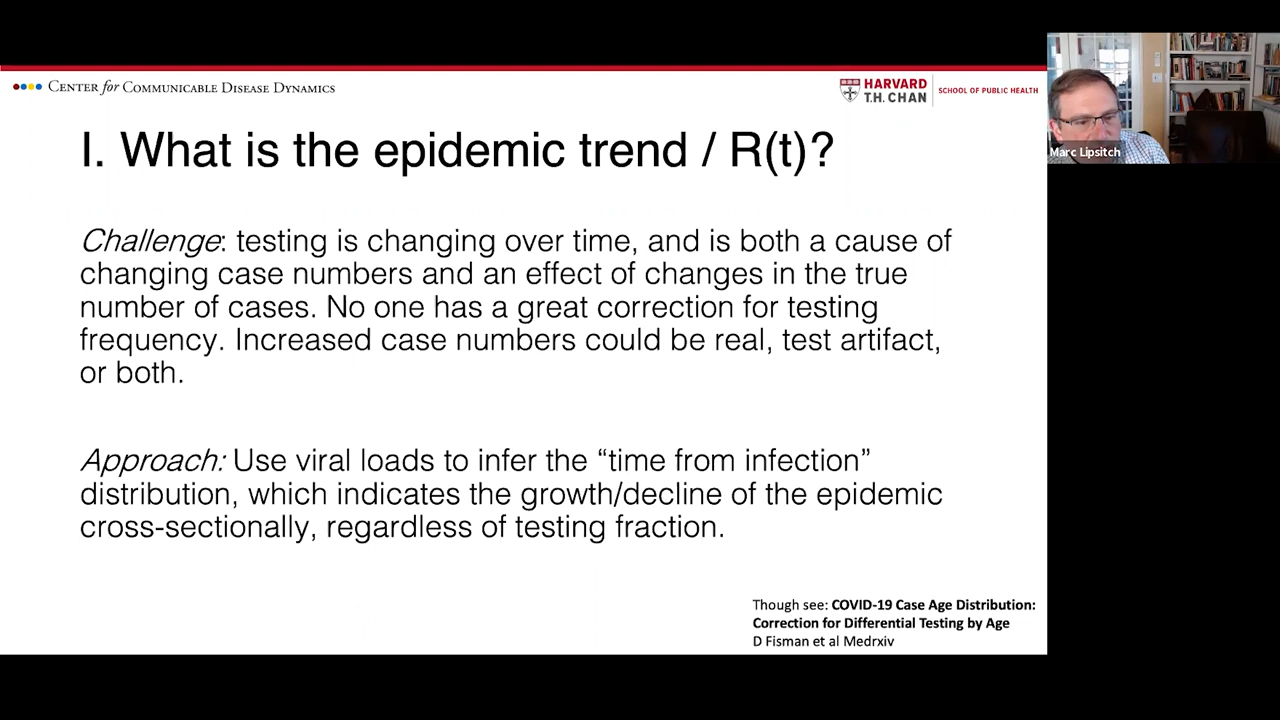 CENTER for COMMUNICABLE DISEASE DYNAMICS
HARVARD
T.H. CHAN
SCHOOL OF PUBLIC HEALTH
Marc Lipsitch
I. What is the epidemic trend / R(t)?
Challenge: testing is changing over time, and is both a cause of
changing case numbers and an effect of changes in the true
number of cases. No one has a great correction for testing
frequency. Increased case numbers could be real, test artifact,
or both.
Approach: Use viral loads to infer the “time from infection”
distribution, which indicates the growth/decline of the epidemic
cross-sectionally, regardless of testing fraction.
Though see: COVID-19 Case Age Distribution:
Correction for Differential Testing by Age
D Fisman et al Medrxiv